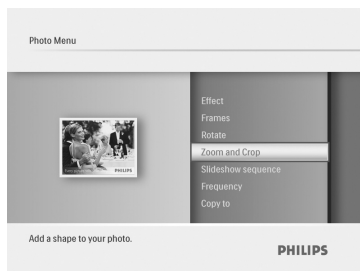 Photo Menu
Effect
Frames
Rotate
Zoom and Crop
Slideshow sequence
Frequency
Copy to
PHILIPS
Add a shape to your photo.
PHILIPS